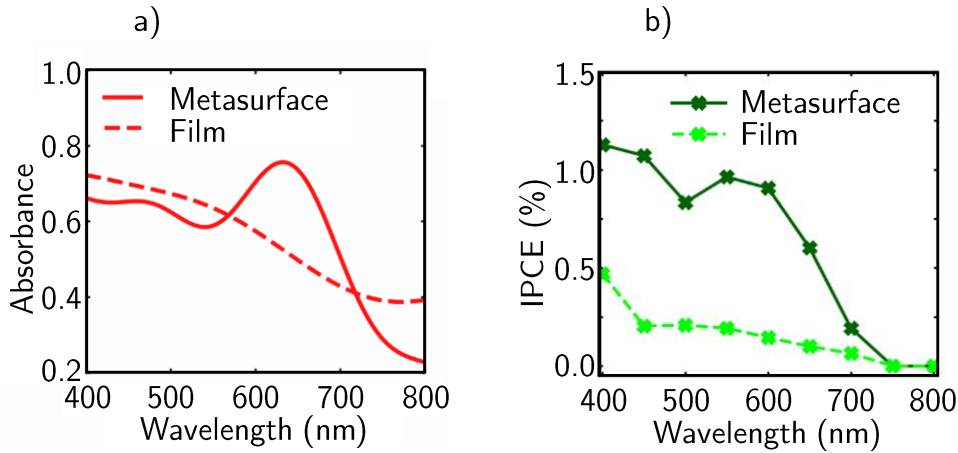 a)
Absorbance
1.0
0.8
0.6
0.4
0.2
Metasurface
Film
400 500 600 700 800
Wavelength (nm)
b)
IPCE (%)
1.5
1.0
0.5
0.0
Metasurface
Film
400 500 600 700 800
Wavelength (nm)